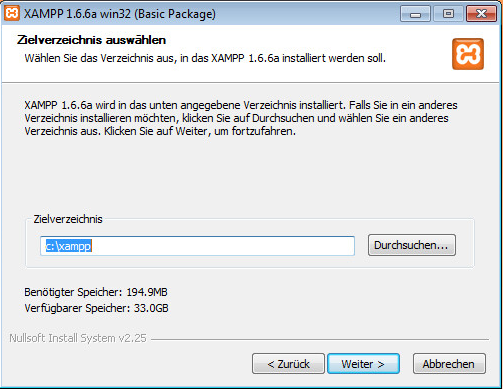 XAMPP 1.6.6a win32 (Basic Package)
Zielverzeichnis auswählen
Wählen Sie das Verzeichnis aus, in das XAMPP 1.6.6a installiert werden soll.
XAMPP 1.6.6a wird in das unten angegebene Verzeichnis installiert. Falls Sie in ein anderes
Verzeichnis installieren möchten, klicken Sie auf Durchsuchen und wählen Sie ein anderes
Verzeichnis aus. Klicken Sie auf Weiter, um fortzufahren.
Zielverzeichnis
c:\xampp
Durchsuchen...
Benötigter Speicher: 194.9MB
Verfügbarer Speicher: 33.0GB
Nullsoft Install System v2.25
< Zurück
Weiter >
Abbrechen